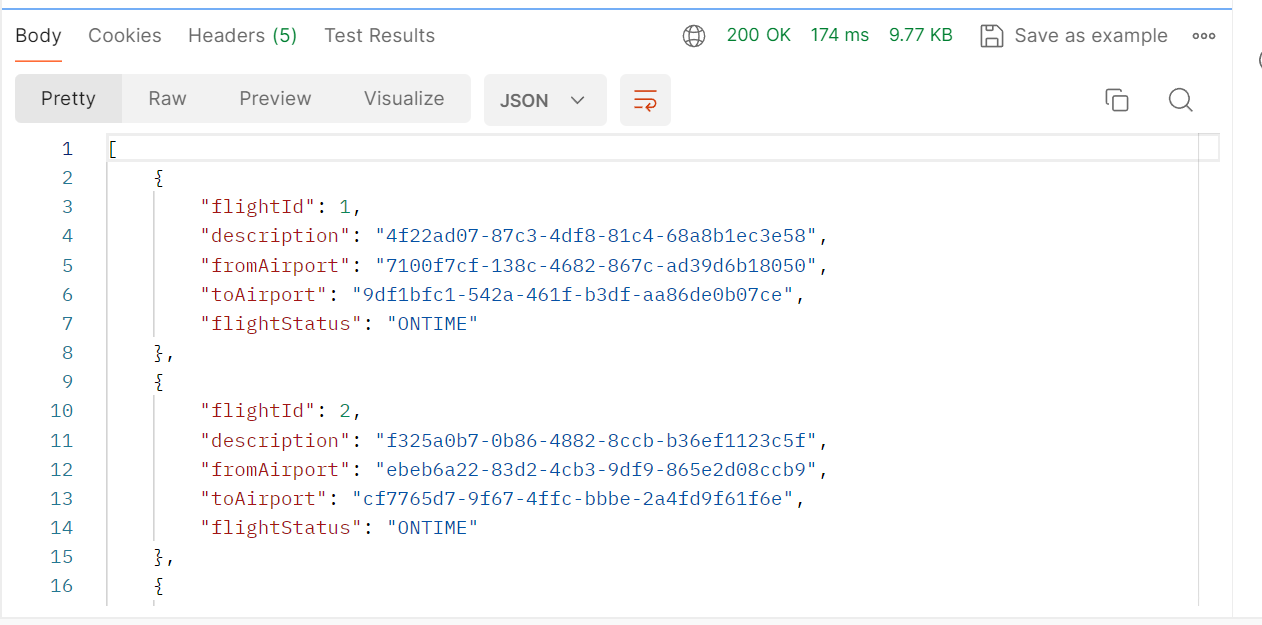 Body Cookies Headers (5) Test Results 200 OK 174 ms 9.77 KB Save as example
Pretty Raw Preview Visualize JSON
1 [
2 {
3 "flightId": 1,
4 "description": "4f22ad07-87c3-4df8-81c4-68a8b1ec3e58",
5 "fromAirport": "7100f7cf-138c-4682-867c-ad39d6b18050",
6 "toAirport": "9df1bfc1-542a-461f-b3df-aa86de0b07ce",
7 "flightStatus": "ONTIME"
8 },
9 {
10 "flightId": 2,
11 "description": "f325a0b7-0b86-4882-8ccb-b36ef1123c5f",
12 "fromAirport": "ebeb6a22-83d2-4cb3-9df9-865e2d08ccb9",
13 "toAirport": "cf7765d7-9f67-4ffc-bbbe-2a4fd9f61f6e",
14 "flightStatus": "ONTIME"
15 },
16 {